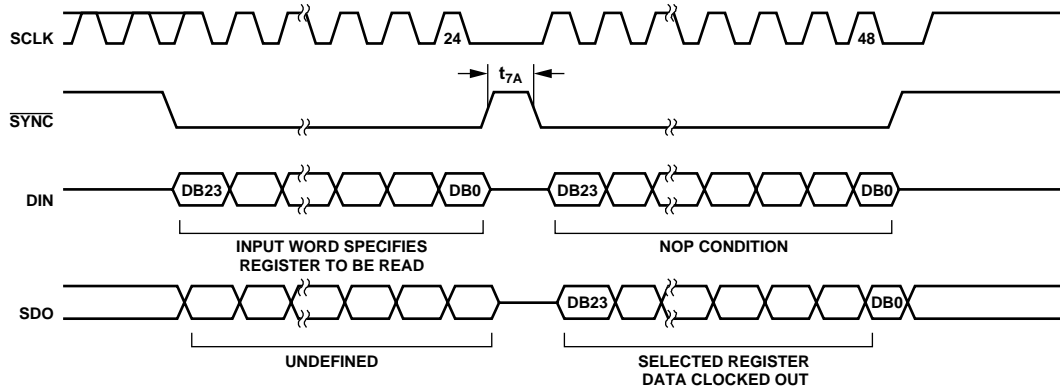 SCLK
24
48
t7A
SYNC
DIN
DB23
DB0
DB23
DB0
INPUT WORD SPECIFIES
REGISTER TO BE READ
NOP CONDITION
SDO
DB23
DB0
UNDEFINED
SELECTED REGISTER
DATA CLOCKED OUT